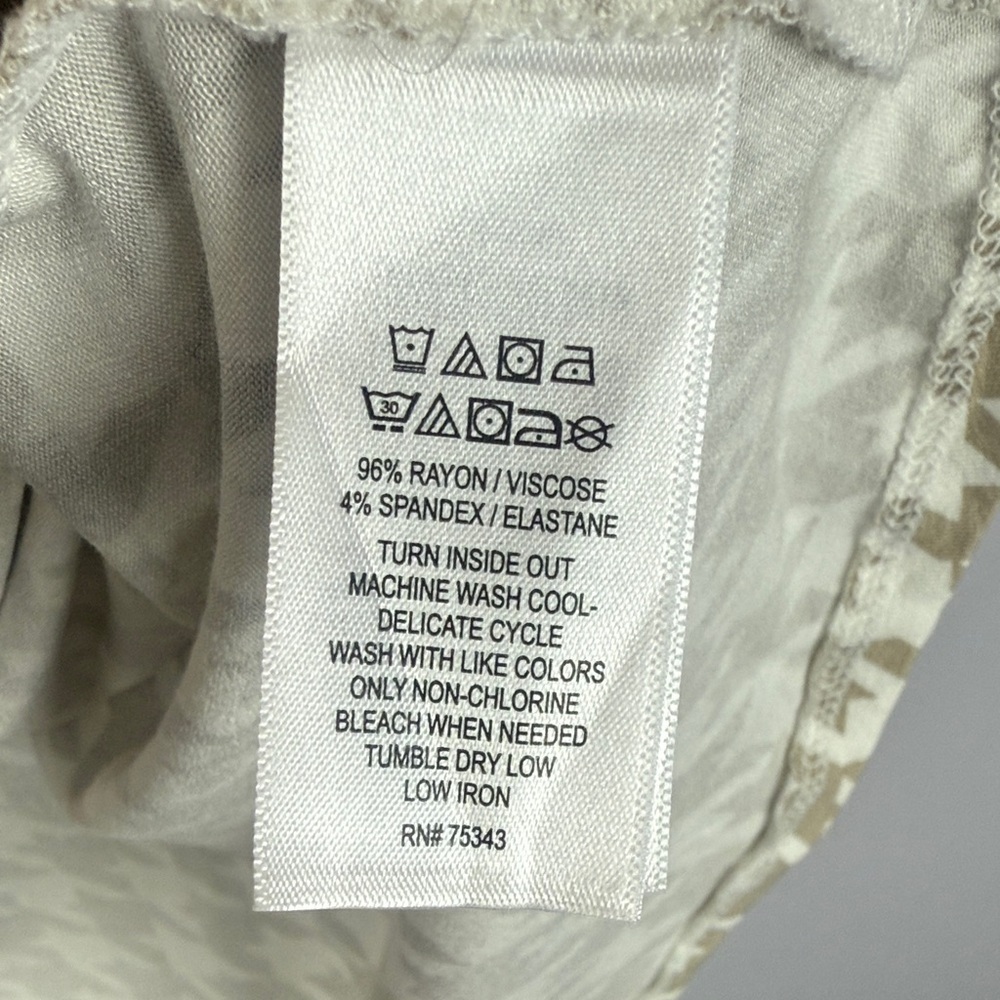 30
96% RAYON / VISCOSE
4% SPANDEX / ELASTANE
TURN INSIDE OUT
MACHINE WASH COOL-
DELICATE CYCLE
WASH WITH LIKE COLORS
ONLY NON-CHLORINE
BLEACH WHEN NEEDED
TUMBLE DRY LOW
LOW IRON
RN# 75343